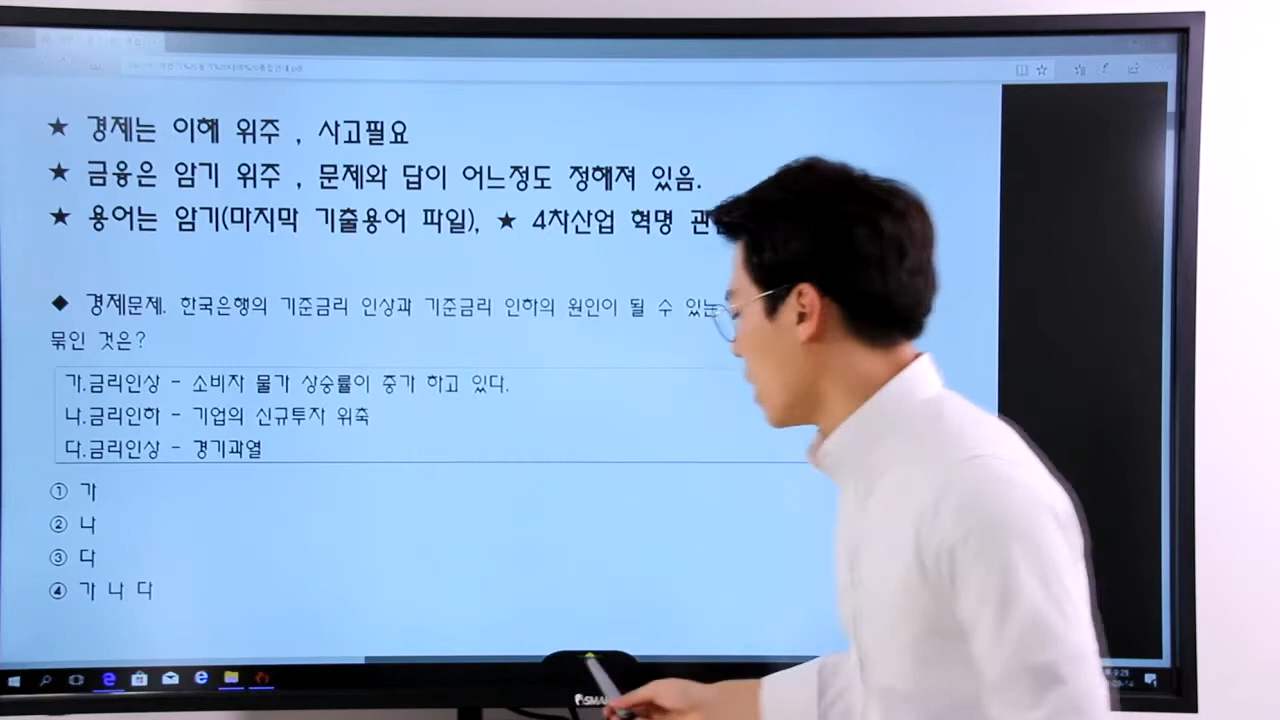 ★ 경제는 이해 위주 , 사고필요
★ 금융은 암기 위주 , 문제와 답이 어느정도 정해져 있음.
★ 용어는 암기(마지막 기출용어 파일), ★ 4차산업 혁명
◆ 경제문제. 한국은행의 기준금리 인상과 기준금리 인하의 원인이 될 수 있는
묶인 것은?
가.금리인상 - 소비자 물가 상승률이 증가 하고 있다.
나.금리인하 - 기업의 신규투자 위축
다.금리인상 - 경기과열
① 가
② 나
③ 다
④ 가 나 다